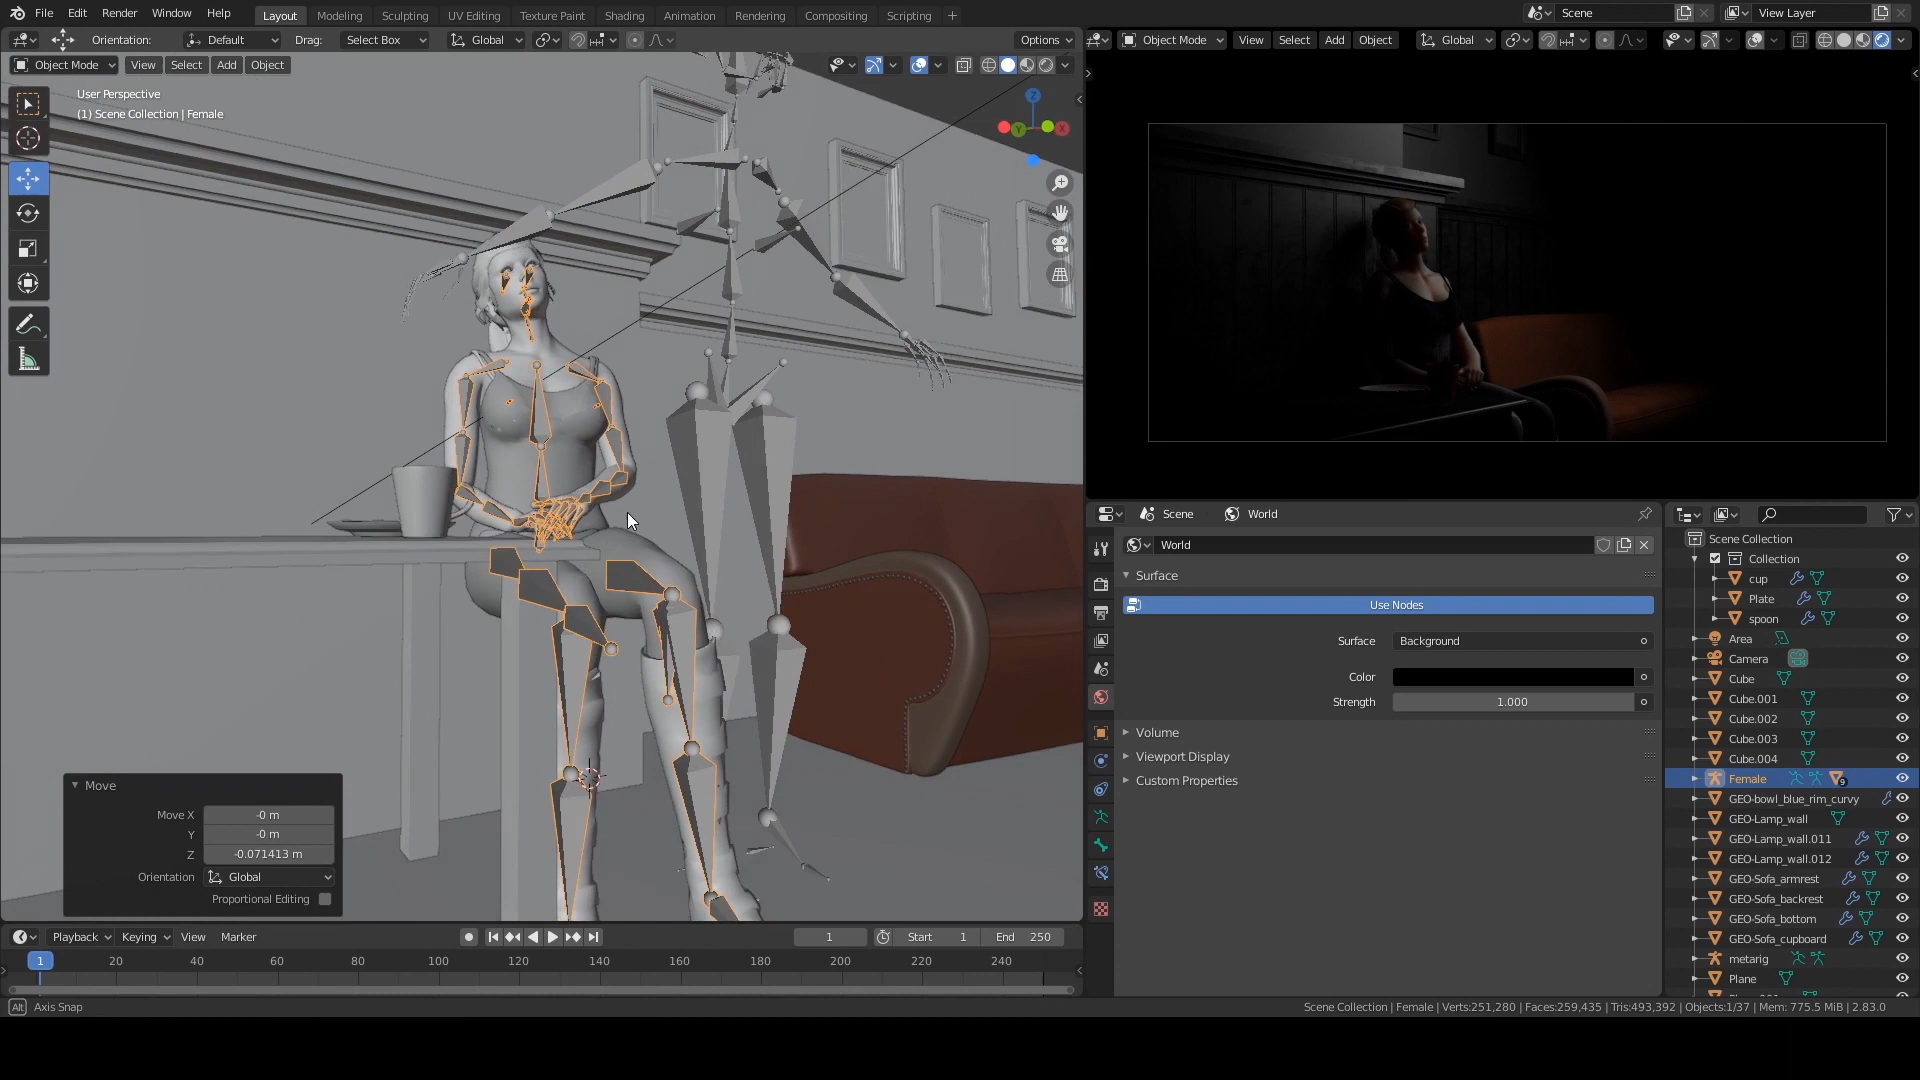 File Edit Render Window Help Layout Modeling Sculpting UV Editing Texture Paint Shading Animation Rendering Compositing Scripting + Scene View Layer
Orientation: Default Drag: Select Box Global Options
Object Mode View Select Add Object Global
Object Mode View Select Add Object
User Perspective
(1) Scene Collection | Female
Z
Y
X
Move
Move X -0 m
Y -0 m
Z -0.071413 m
Orientation Global
Proportional Editing
Scene World
World
Surface
Use Nodes
Surface Background
Color
Strength 1.000
Volume
Viewport Display
Custom Properties
Scene Collection
Collection
cup
Plate
spoon
Area
Camera
Cube
Cube.001
Cube.002
Cube.003
Cube.004
Female 9
GEO-bowl_blue_rim_curvy
GEO-Lamp_wall
GEO-Lamp_wall.011
GEO-Lamp_wall.012
GEO-Sofa_armrest
GEO-Sofa_backrest
GEO-Sofa_bottom
GEO-Sofa_cupboard
metarig
Plane
Playback Keying View Marker 1 Start 1 End 250
1 20 40 60 80 100 120 140 160 180 200 220 240
Alt Axis Snap
Scene Collection | Female | Verts:251,280 | Faces:259,435 | Tris:493,392 | Objects:1/37 | Mem: 775.5 MiB | 2.83.0